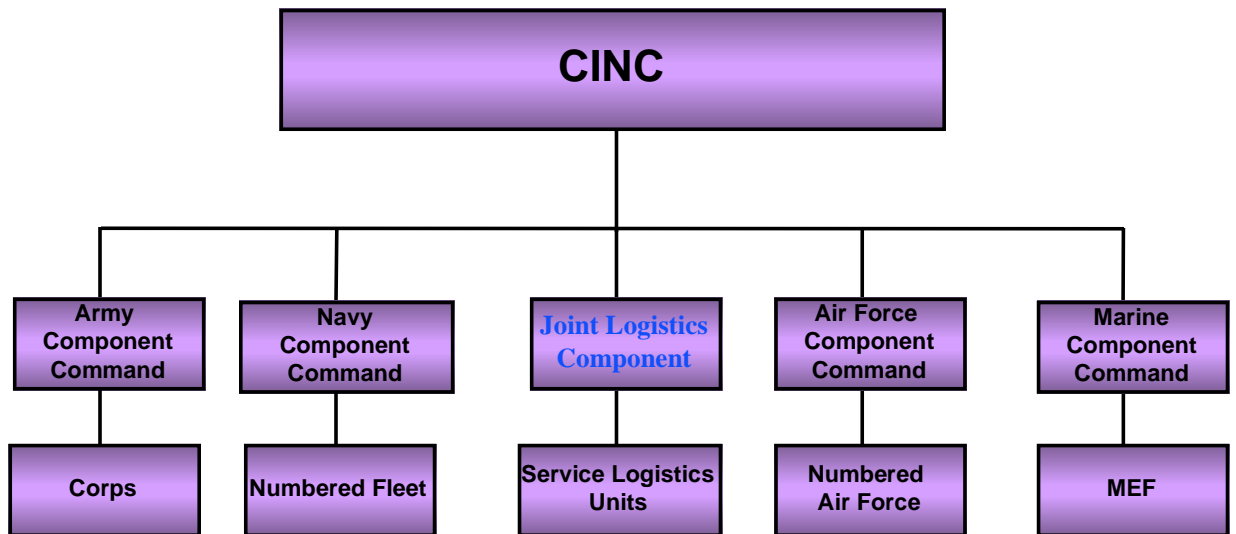 CINC
Army
Component
Command
Navy
Component
Command
Joint Logistics
Component
Air Force
Component
Command
Marine
Component
Command
Corps
Numbered Fleet
Service Logistics
Units
Numbered
Air Force
MEF